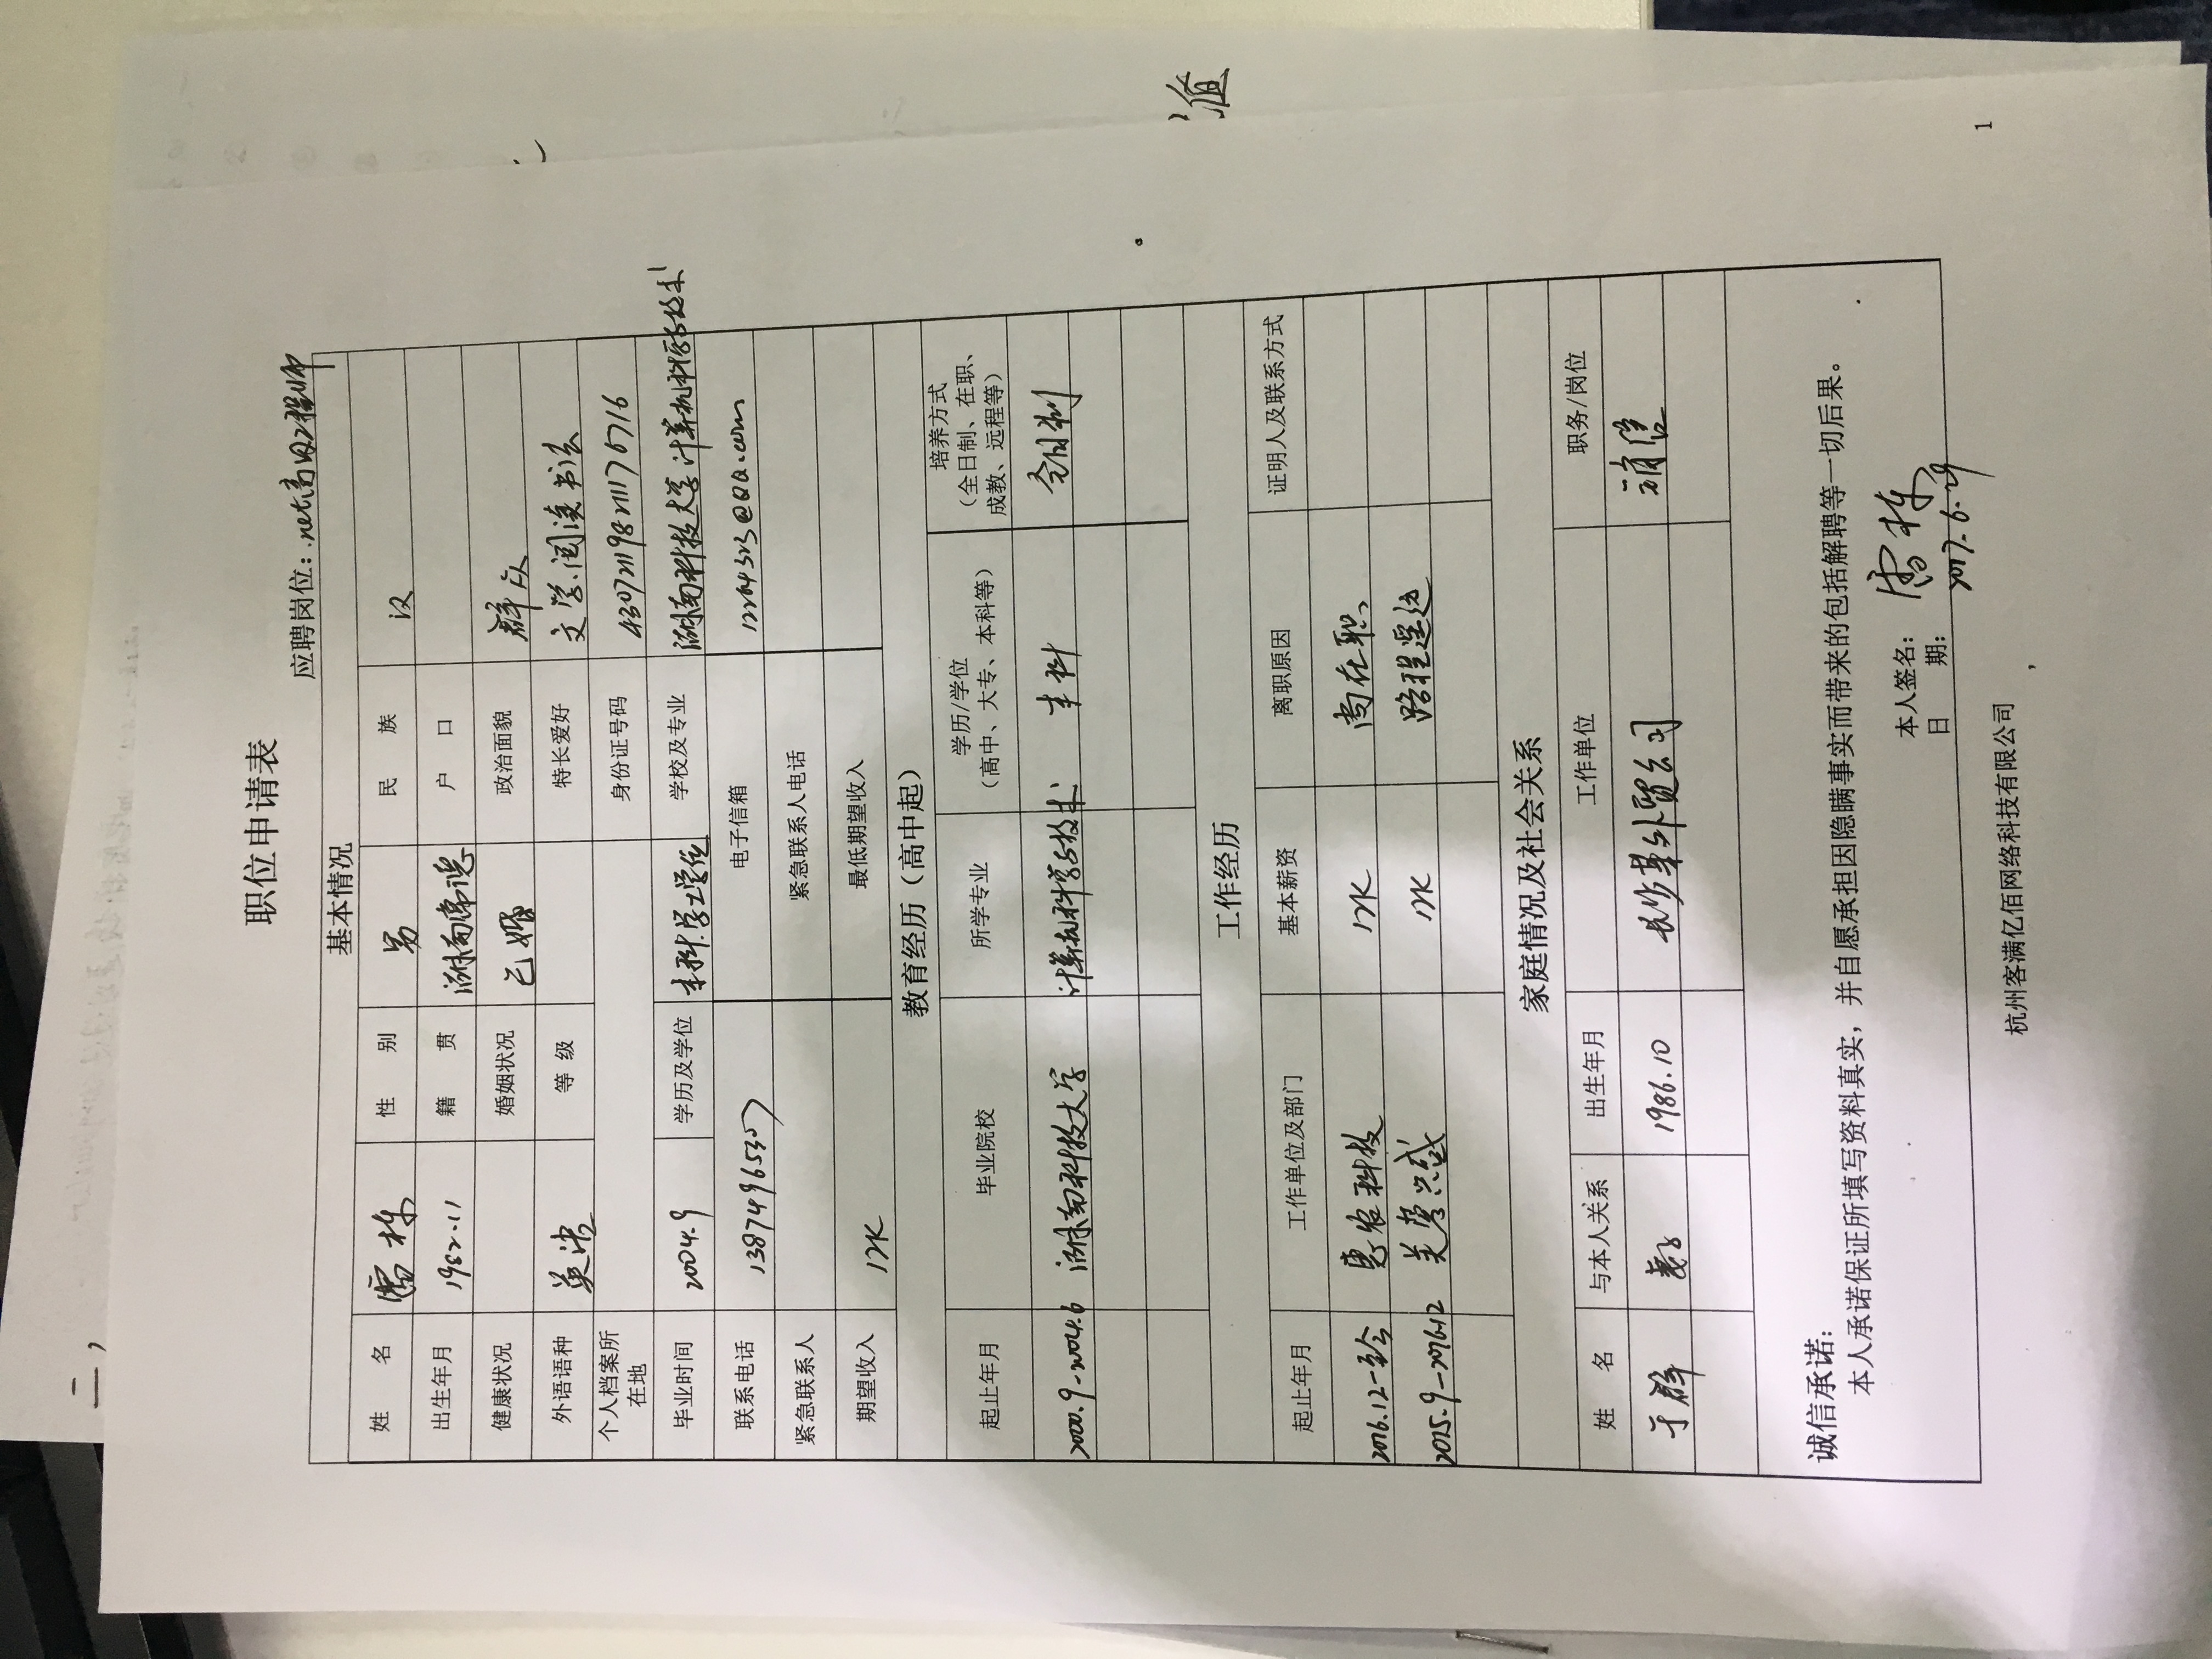 二，
职位申请表
应聘岗位：.net高级工程师
基本情况
姓 名 雷栋 性 别 男 民 族 汉
出生年月 1982.11 籍 贯 湖南常德 户 口
健康状况 婚姻状况 已婚 政治面貌 群众
外语语种 英语 等 级 特长爱好 文学.阅读 书法
个人档案所
在地 身份证号码
毕业时间 2004.9 学历及学位 本科.学士学位 学校及专业 湖南科技大学 计算机科学与技术
联系电话 13874965307 电子信箱 12264323@QQ.com
紧急联系人 紧急联系人电话
期望收入 12K 最低期望收入
教育经历（高中起）
起止年月 毕业院校 所学专业 学历/学位
（高中、大专、本科等） 培养方式
（全日制、在职、
成教、远程等）
2000.9-2004.6 湖南科技大学 计算机科学与技术 本科 全日制
工作经历
起止年月 工作单位及部门 基本薪资 离职原因 证明人及联系方式
2016.12-至今 惠农科技 12K 尚在职
2015.9-2016.12 芙蓉兴盛 12K 路程遥远
家庭情况及社会关系
姓 名 与本人关系 出生年月 工作单位 职务/岗位
于群 妻子 1986.10 长沙某外贸公司 销售
诚信承诺：
本人承诺保证所填写资料真实，并自愿承担因隐瞒事实而带来的包括解聘等一切后果。
本人签名： 雷栋
日 期： 2017.6.29
杭州客满亿佰网络科技有限公司
1
值